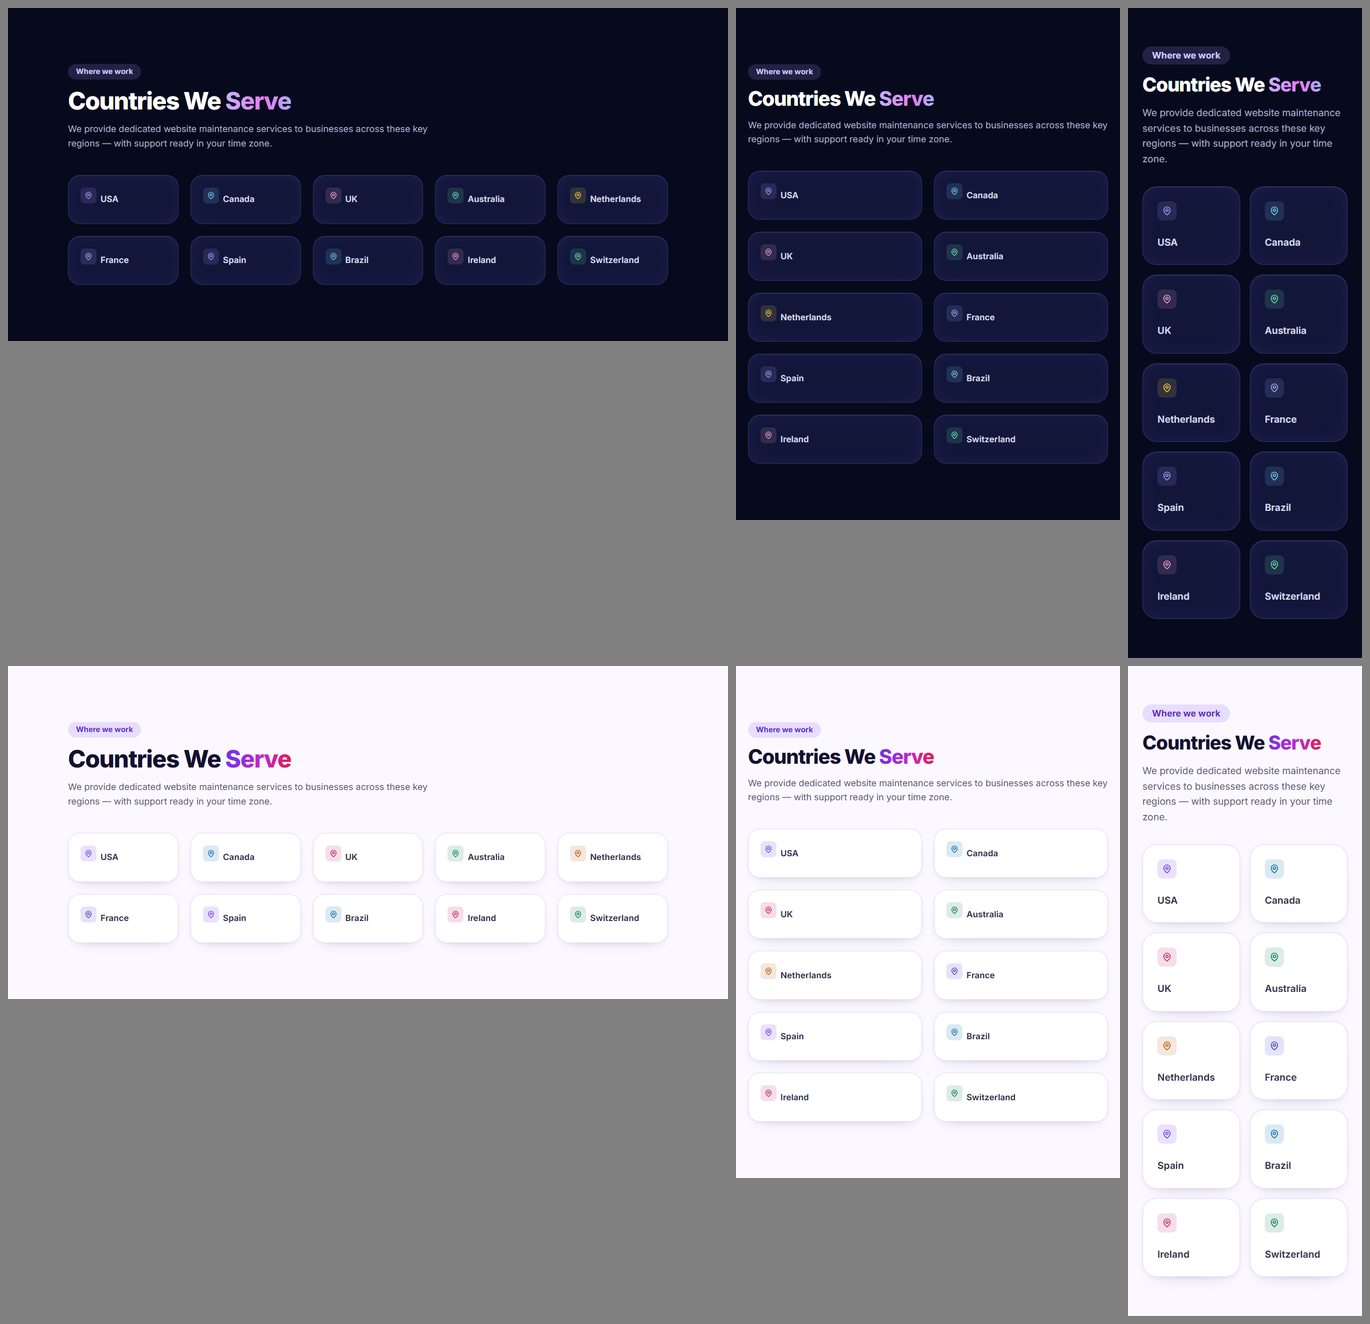 Where we work
Countries We Serve
We provide dedicated website maintenance services to businesses across these key
regions — with support ready in your time zone.
USA
Canada
UK
Australia
Netherlands
France
Spain
Brazil
Ireland
Switzerland
Where we work
Countries We Serve
We provide dedicated website maintenance services to businesses across these key
regions — with support ready in your time zone.
USA
Canada
UK
Australia
Netherlands
France
Spain
Brazil
Ireland
Switzerland
Where we work
Countries We Serve
We provide dedicated website maintenance
services to businesses across these key
regions — with support ready in your time
zone.
USA
Canada
UK
Australia
Netherlands
France
Spain
Brazil
Ireland
Switzerland
Where we work
Countries We Serve
We provide dedicated website maintenance services to businesses across these key
regions — with support ready in your time zone.
USA
Canada
UK
Australia
Netherlands
France
Spain
Brazil
Ireland
Switzerland
Where we work
Countries We Serve
We provide dedicated website maintenance services to businesses across these key
regions — with support ready in your time zone.
USA
Canada
UK
Australia
Netherlands
France
Spain
Brazil
Ireland
Switzerland
Where we work
Countries We Serve
We provide dedicated website maintenance
services to businesses across these key
regions — with support ready in your time
zone.
USA
Canada
UK
Australia
Netherlands
France
Spain
Brazil
Ireland
Switzerland